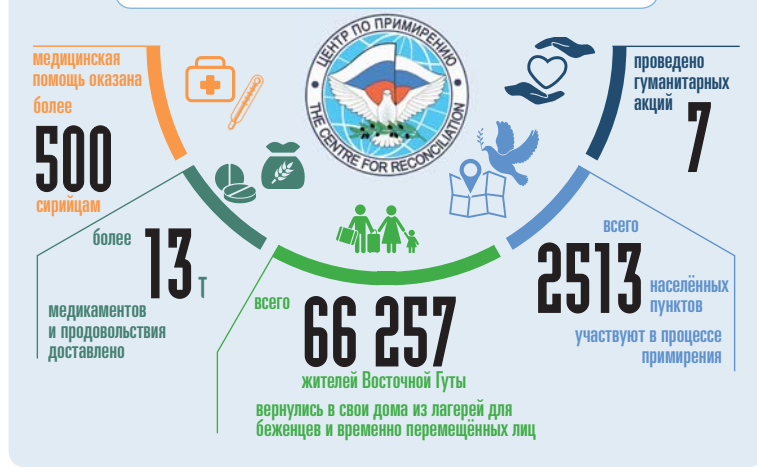 ЦЕНТР ПО ПРИМИРЕНИЮ
THE CENTRE FOR RECONCILIATION
медицинская
помощь оказана
более
500
сирийцам
более 13 т
медикаментов
и продовольствия
доставлено
всего 66 257
жителей Восточной Гуты
вернулись в свои дома из лагерей для
беженцев и временно перемещённых лиц
всего
2513 населённых
пунктов
участвуют в процессе
примирения
проведено
гуманитарных
акций 7